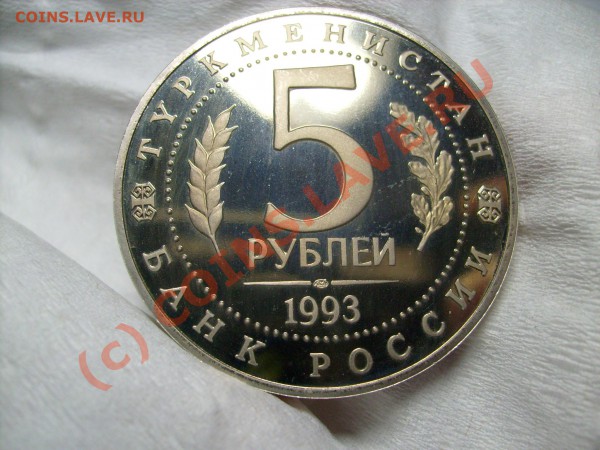 COINS.LAVE.RU
ТУРКМЕНИСТАН
5
РУБЛЕЙ
1993
БАНК РОССИИ
(c) COINS.LAVE.RU